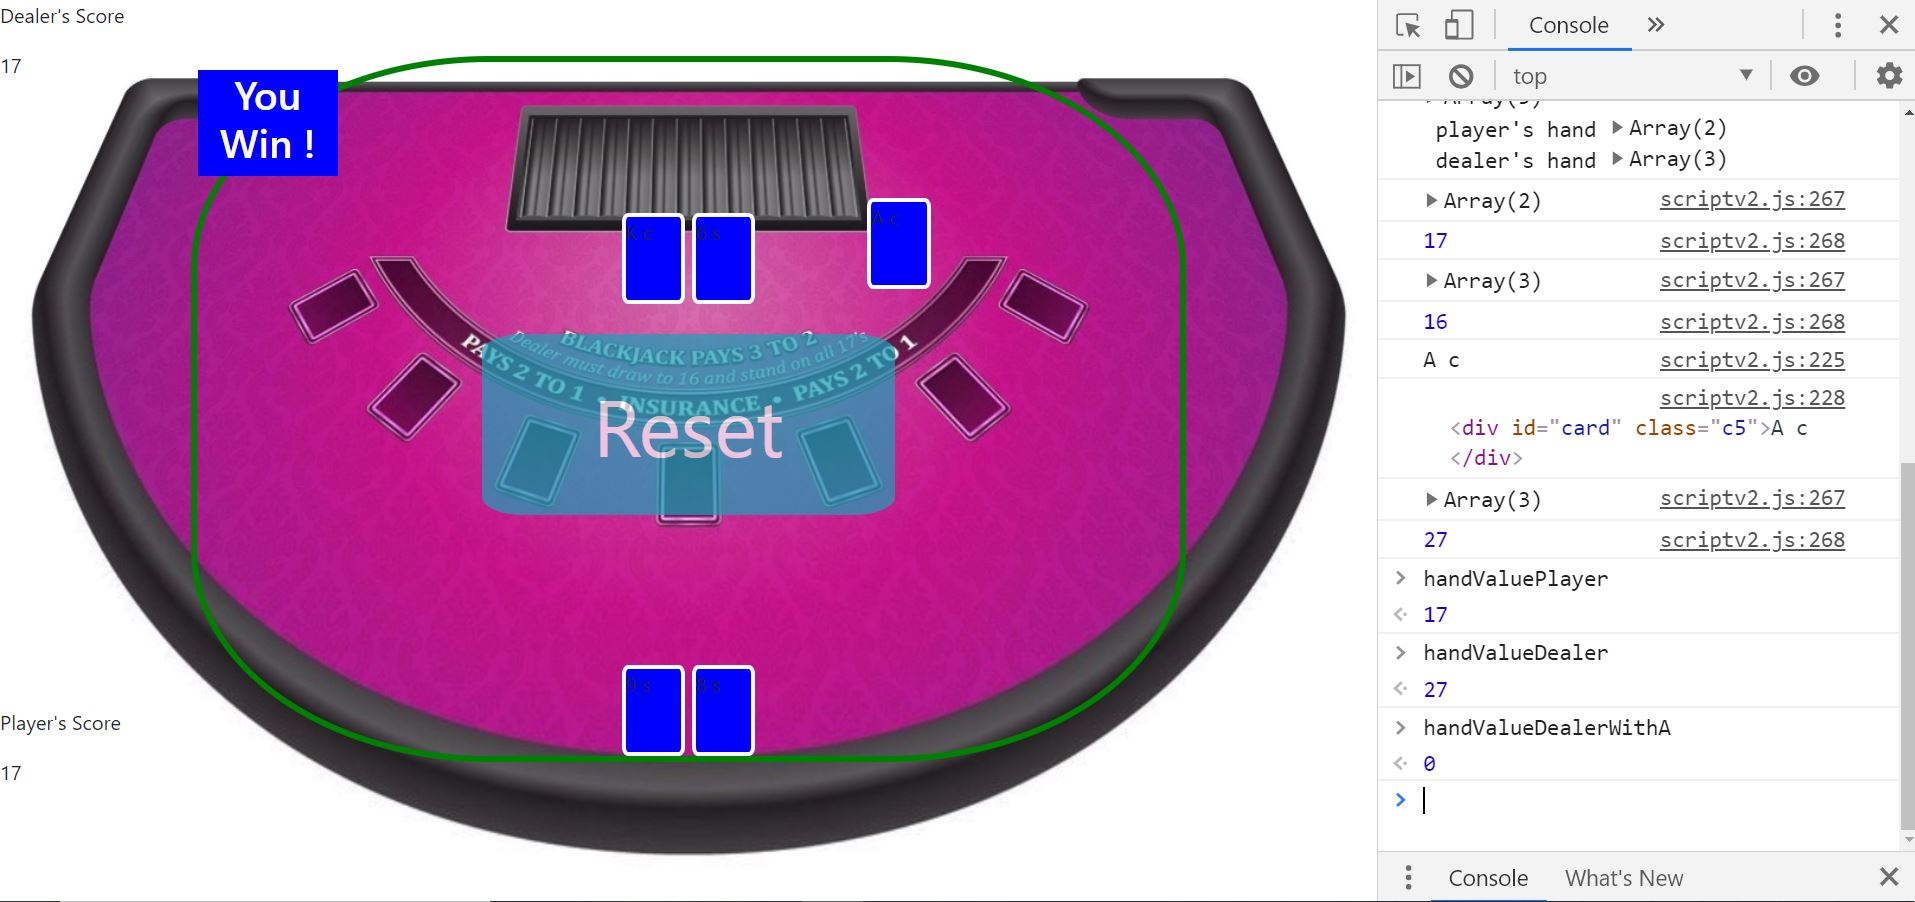 Dealer's Score
17
You
Win !
K c
A c
BLACKJACK PAYS 3 TO 2
Dealer must draw to 16 and stand on all 17's
PAYS 2 TO 1 • INSURANCE • PAYS 2 TO 1
Reset
9 s
8 s
Player's Score
17
Console
top
player's hand Array(2)
dealer's hand Array(3)
Array(2) scriptv2.js:267
17 scriptv2.js:268
Array(3) scriptv2.js:267
16 scriptv2.js:268
A c scriptv2.js:225
scriptv2.js:228
<div id="card" class="c5">A c
</div>
Array(3) scriptv2.js:267
27 scriptv2.js:268
handValuePlayer
17
handValueDealer
27
handValueDealerWithA
0
Console What's New